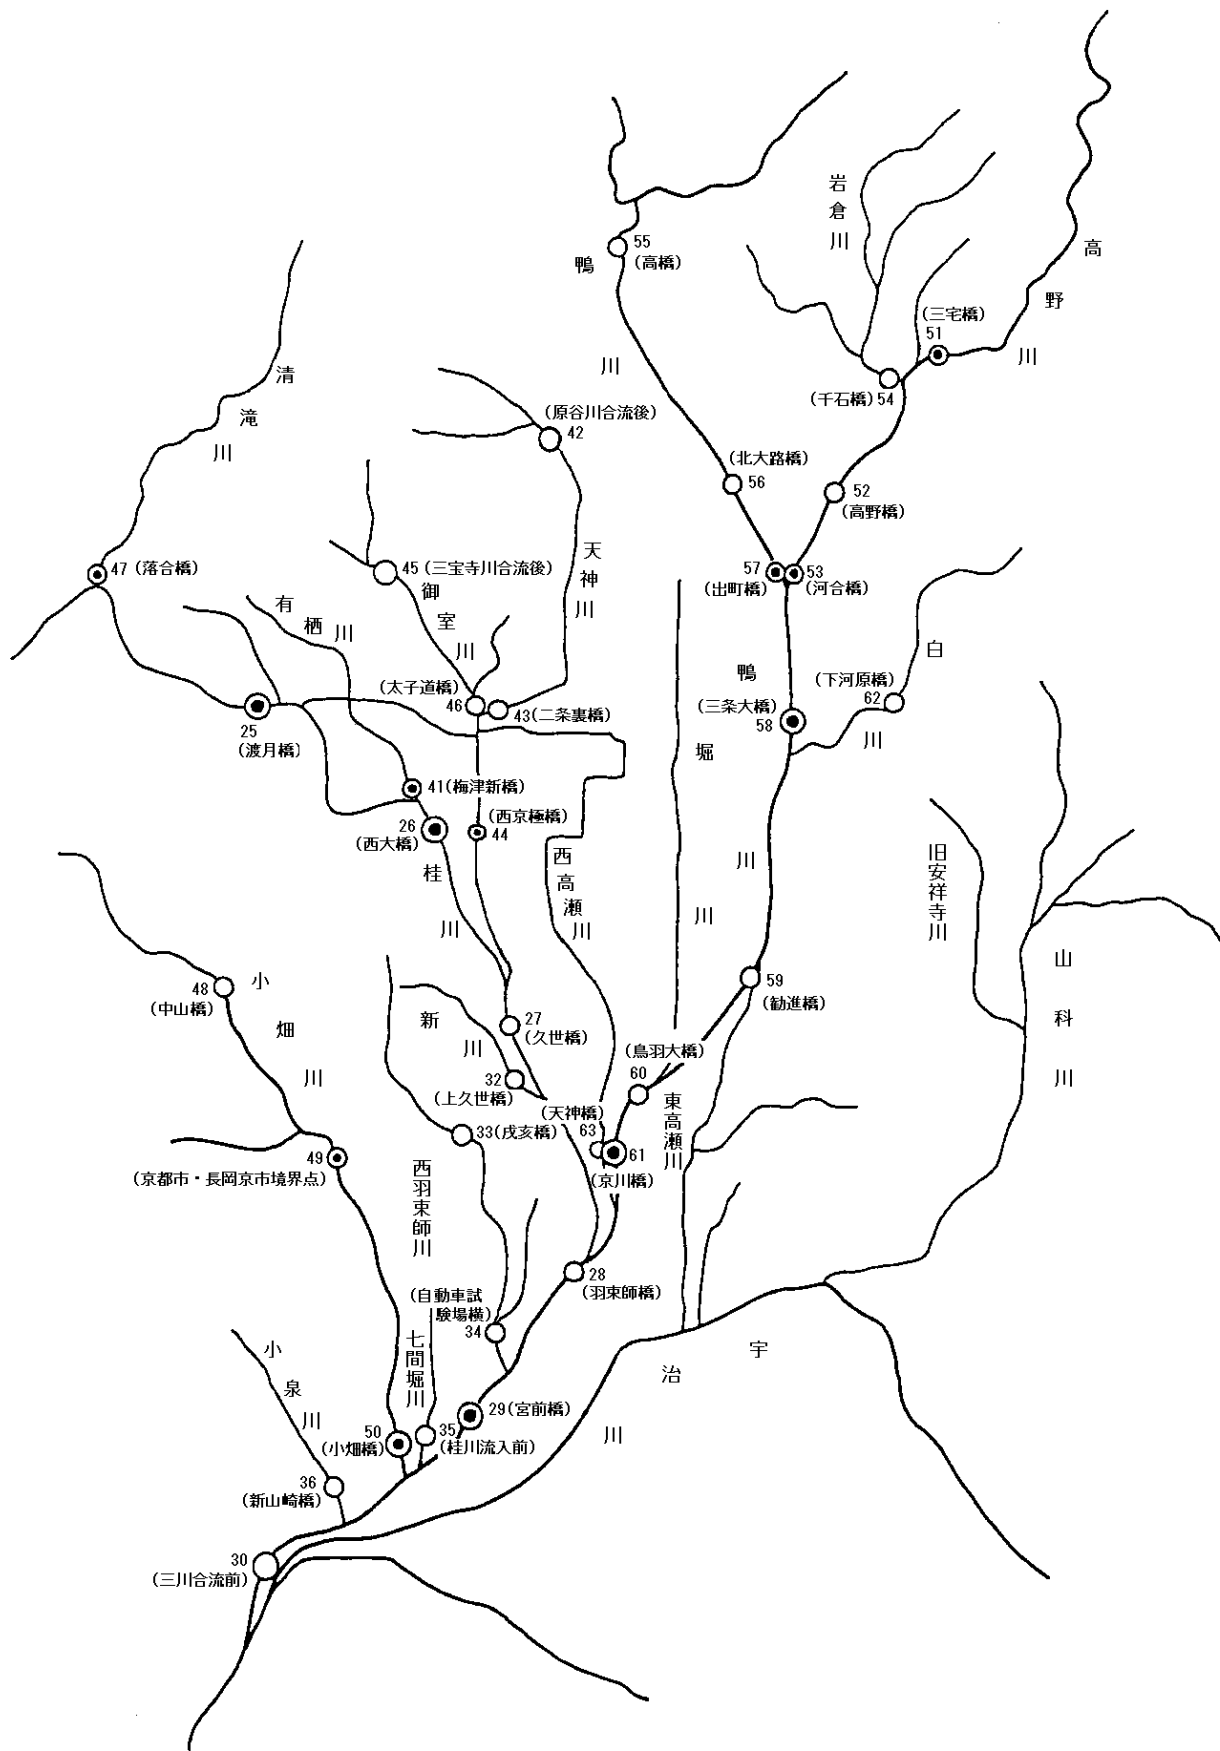 岩倉川
高野川
55
(高橋)
鴨川
(三宅橋)
51
清滝川
(千石橋) 54
(原谷川合流後)
42
(北大路橋)
56
52
(高野橋)
天神川
47 (落合橋)
45 (三宝寺川合流後)
57
(出町橋)
53
(河合橋)
御室川
有栖川
白川
鴨川
(太子道橋)
46
43 (二条裏橋)
(下河原橋)
62
(三条大橋)
58
25
(渡月橋)
堀川
41 (梅津新橋)
26
(西大橋)
(西京極橋)
44
西高瀬川
桂川
旧安祥寺川
山科川
48
(中山橋)
小畑川
新川
59
(勧進橋)
27
(久世橋)
(鳥羽大橋)
60
32
(上久世橋)
(天神橋)
63
東高瀬川
33 (戌亥橋)
61
(京川橋)
49
(京都市・長岡京市境界点)
西羽束師川
28
(羽束師橋)
(自動車試
験場横)
34
七間堀川
小泉川
宇治川
29 (宮前橋)
50
(小畑橋)
35
(桂川流入前)
36
(新山崎橋)
30
(三川合流前)